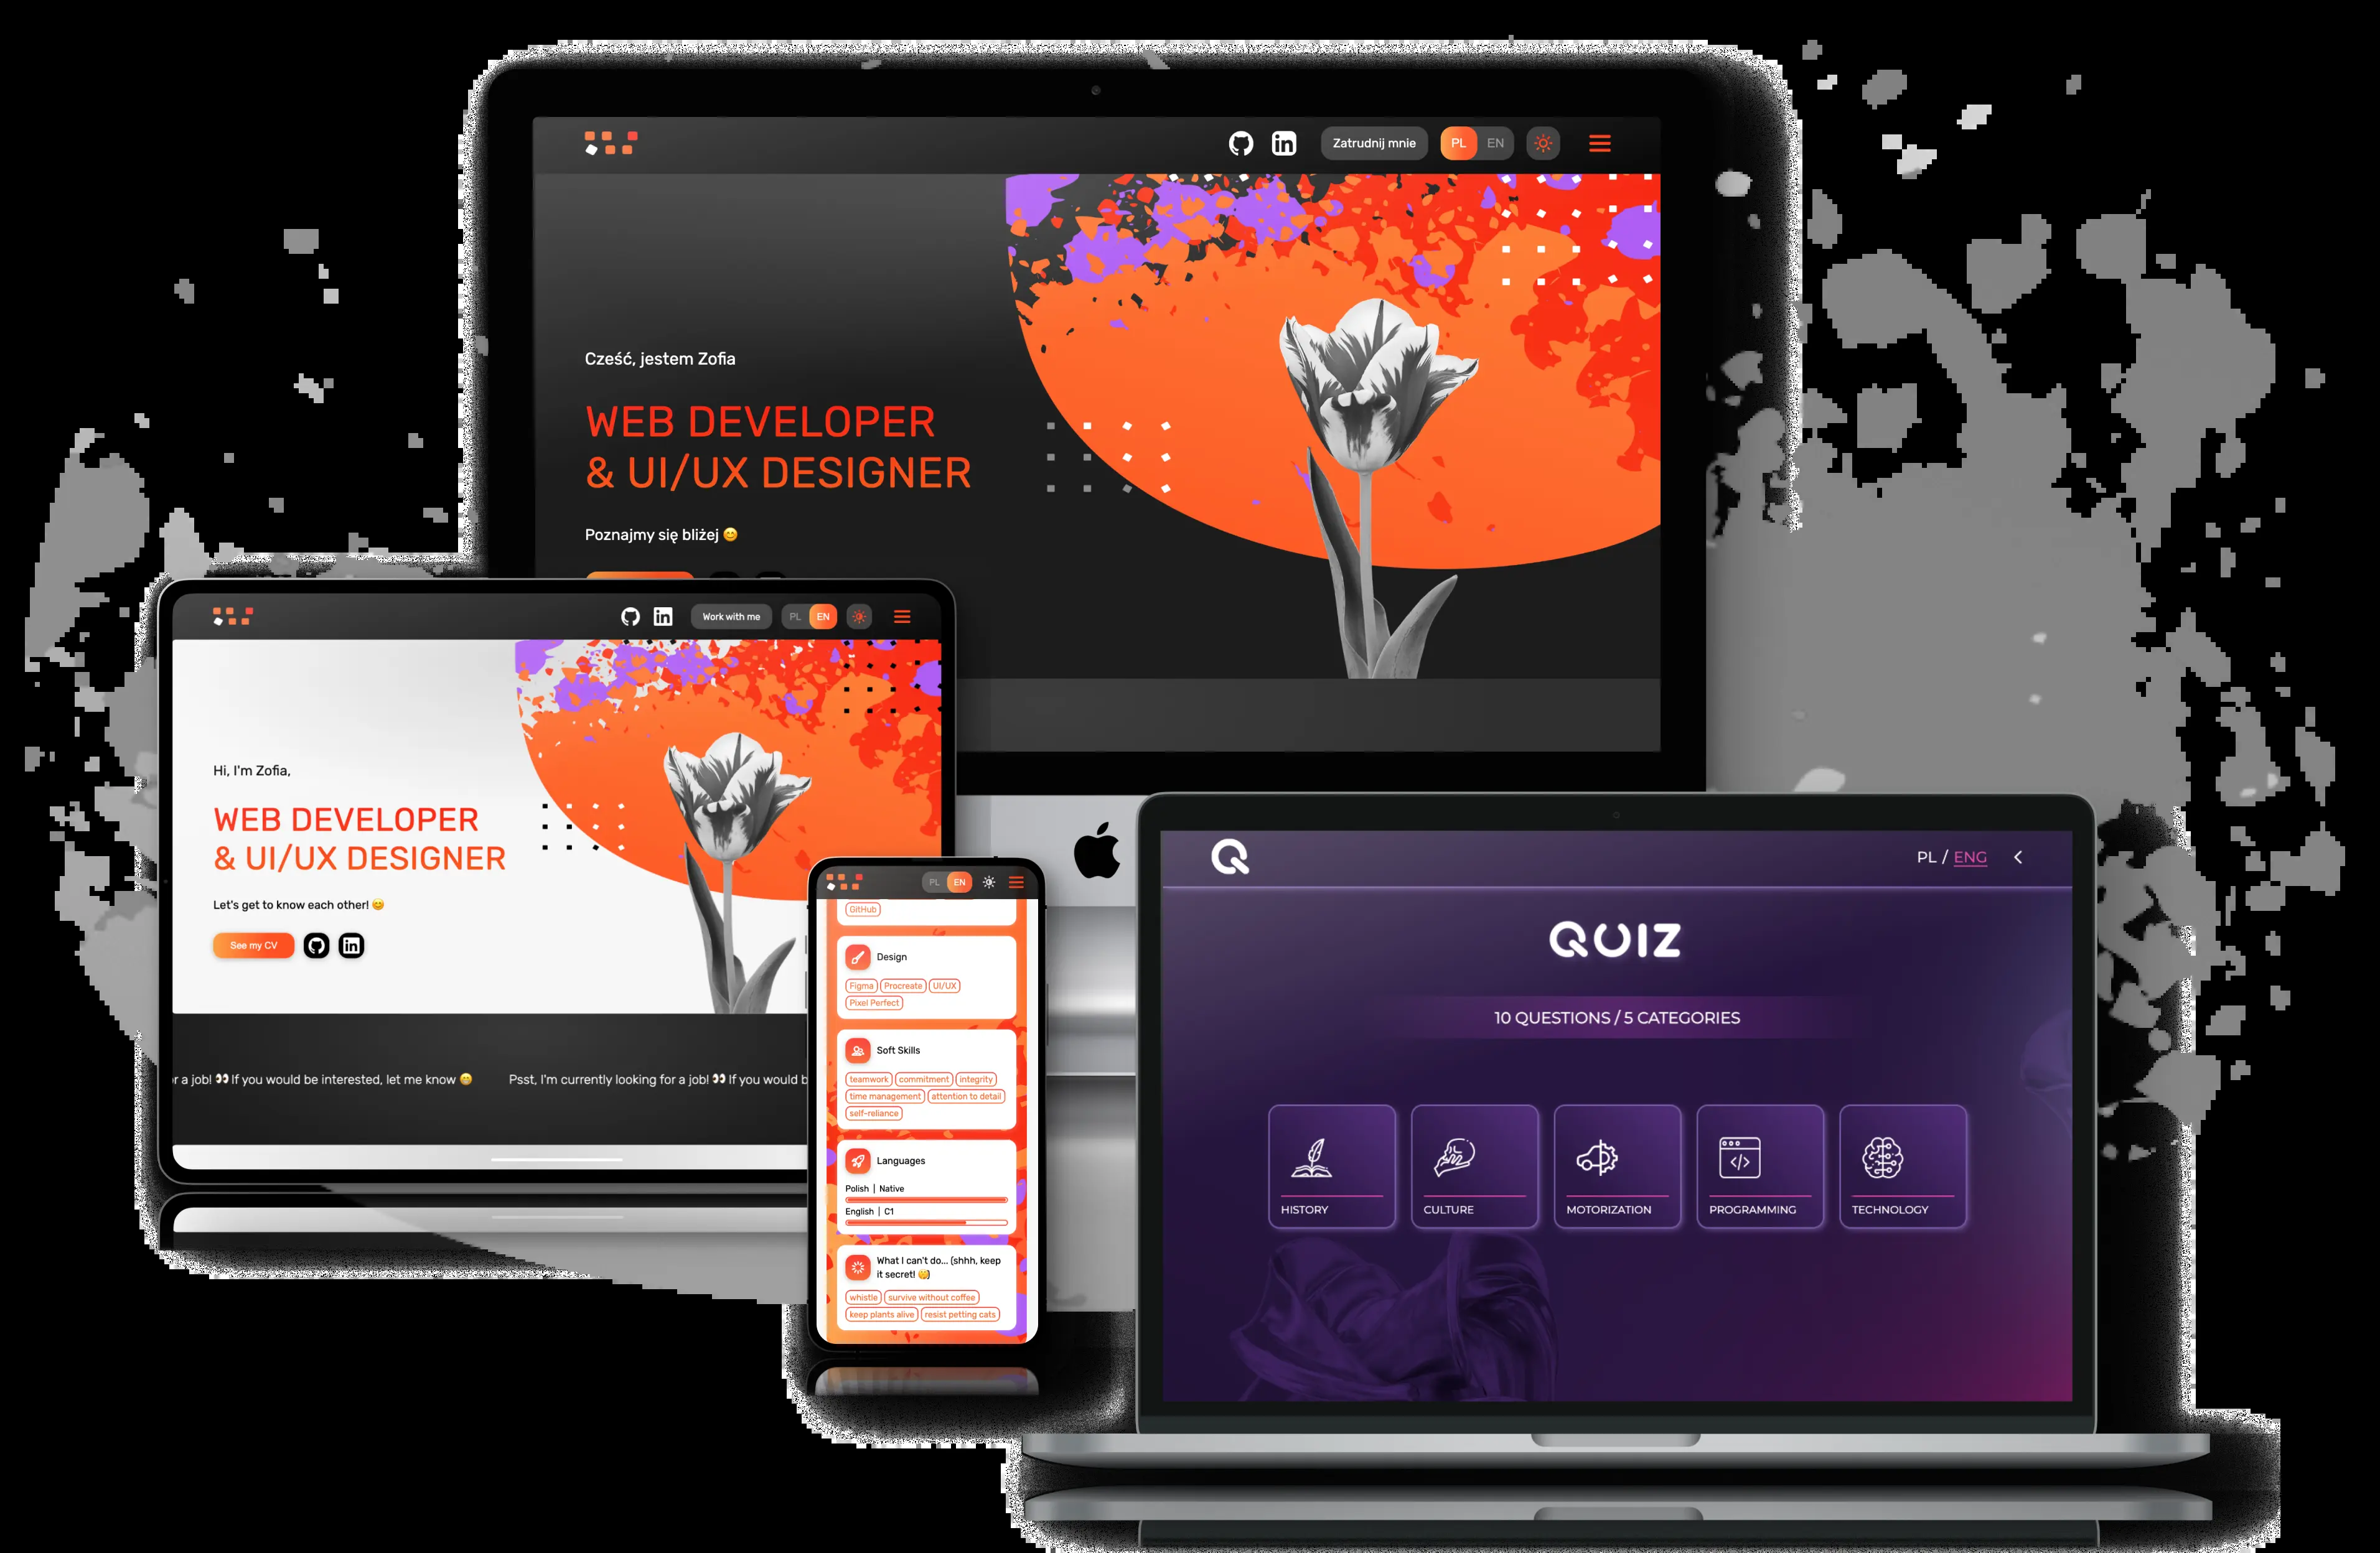 Zatrudnij mnie
PL EN
Cześć, jestem Zofia
WEB DEVELOPER
& UI/UX DESIGNER
Poznajmy się bliżej 😊
Work with me
PL EN
Hi, I'm Zofia,
WEB DEVELOPER
& UI/UX DESIGNER
Let's get to know each other! 😊
See my CV
r a job! 👀 If you would be interested, let me know 😁 Psst, I'm currently looking for a job! 👀 If you would b
PL EN
GitHub
Design
Figma Procreate UI/UX
Pixel Perfect
Soft Skills
teamwork commitment integrity
time management attention to detail
self-reliance
Languages
Polish | Native
English | C1
What I can't do... (shhh, keep
it secret! 🤫)
whistle survive without coffee
keep plants alive resist petting cats
PL / ENG
QUIZ
10 QUESTIONS / 5 CATEGORIES
HISTORY CULTURE MOTORIZATION PROGRAMMING TECHNOLOGY